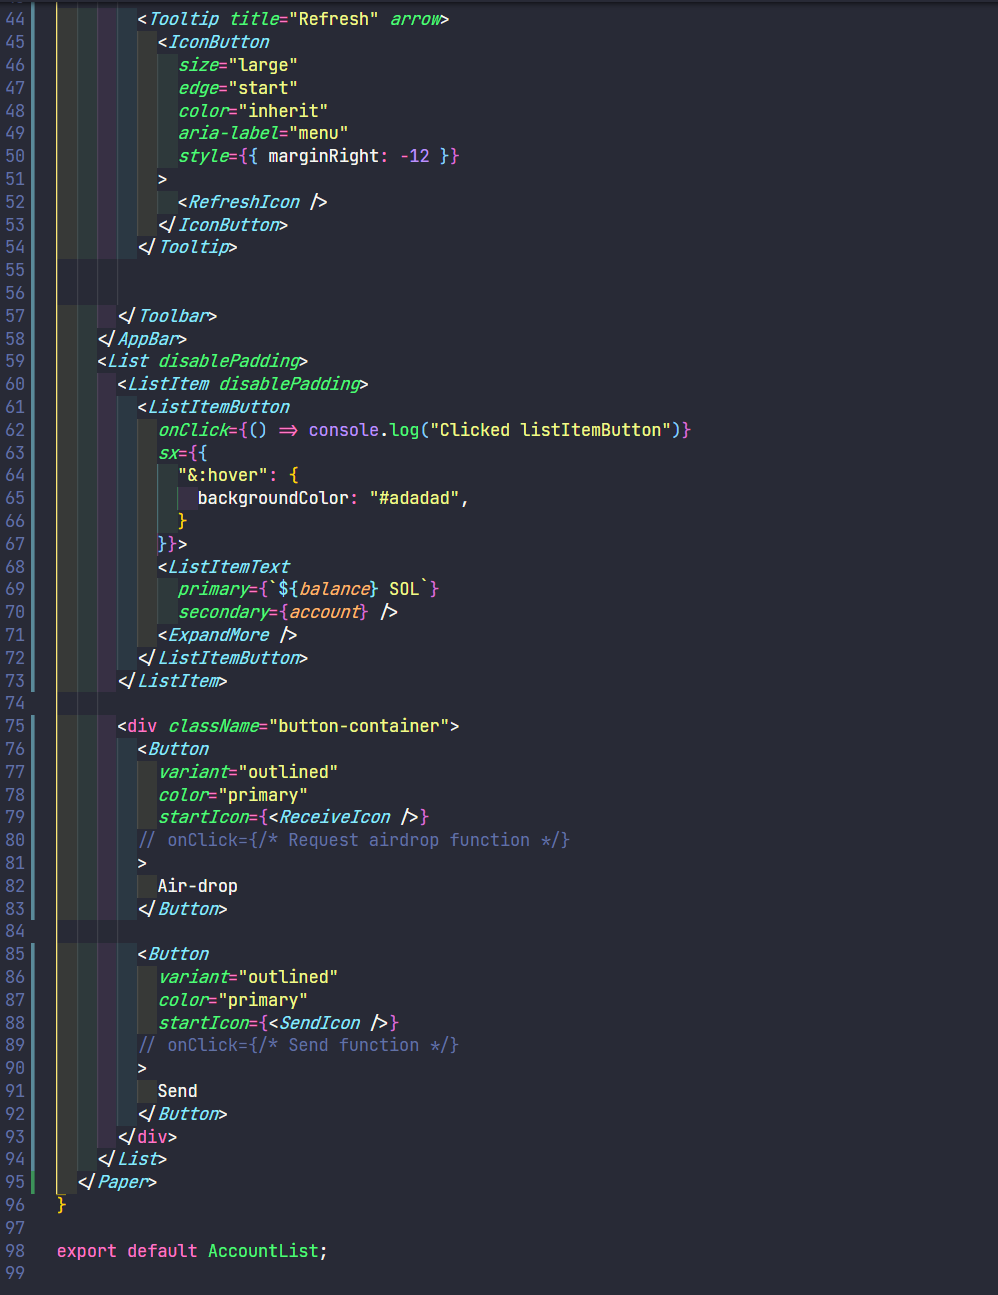 44 <Tooltip title="Refresh" arrow>
45 <IconButton
46 size="large"
47 edge="start"
48 color="inherit"
49 aria-label="menu"
50 style={{ marginRight: -12 }}
51 >
52 <RefreshIcon />
53 </IconButton>
54 </Tooltip>
55
56
57 </Toolbar>
58 </AppBar>
59 <List disablePadding>
60 <ListItem disablePadding>
61 <ListItemButton
62 onClick={() => console.log("Clicked listItemButton")}
63 sx={{
64 "&:hover": {
65 backgroundColor: "#adadad",
66 }
67 }}>
68 <ListItemText
69 primary={`${balance} SOL`}
70 secondary={account} />
71 <ExpandMore />
72 </ListItemButton>
73 </ListItem>
74
75 <div className="button-container">
76 <Button
77 variant="outlined"
78 color="primary"
79 startIcon={<ReceiveIcon />}
80 // onClick={/* Request airdrop function */}
81 >
82 Air-drop
83 </Button>
84
85 <Button
86 variant="outlined"
87 color="primary"
88 startIcon={<SendIcon />}
89 // onClick={/* Send function */}
90 >
91 Send
92 </Button>
93 </div>
94 </List>
95 </Paper>
96 }
97
98 export default AccountList;
99